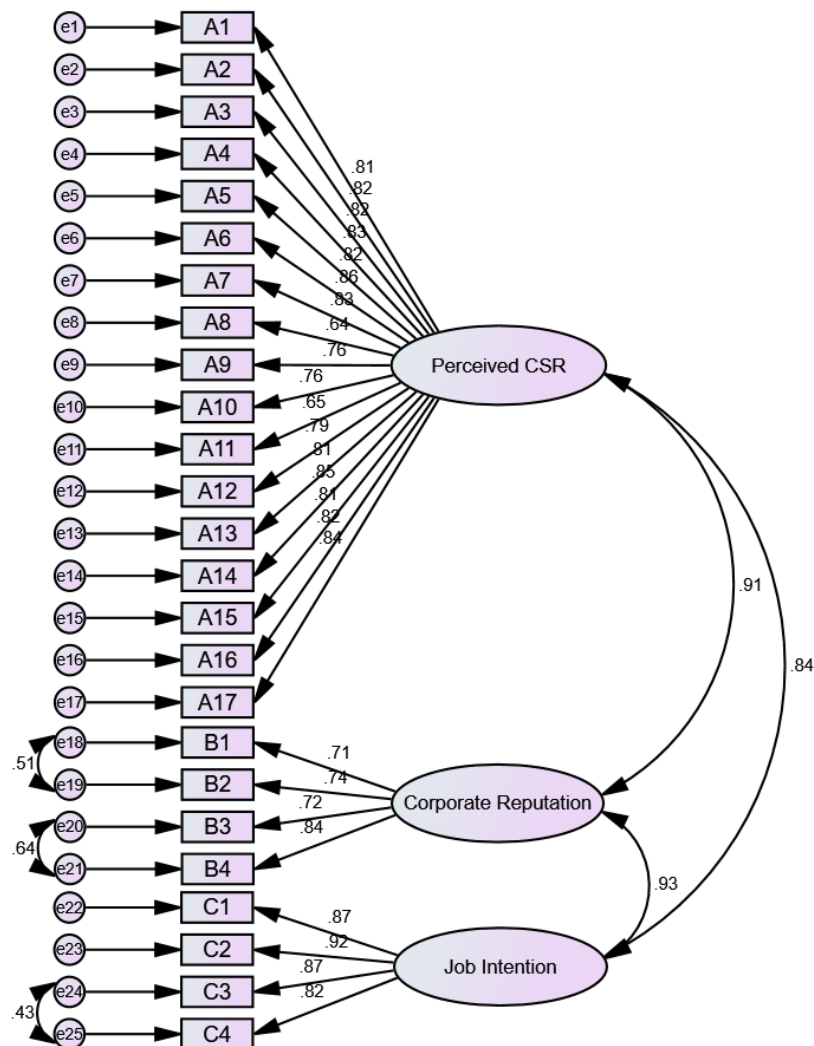 e1 A1
e2 A2
e3 A3
e4 A4
e5 A5
e6 A6
e7 A7
e8 A8
e9 A9
e10 A10
e11 A11
e12 A12
e13 A13
e14 A14
e15 A15
e16 A16
e17 A17
e18 B1
e19 B2
e20 B3
e21 B4
e22 C1
e23 C2
e24 C3
e25 C4
.81
.82
.82
.83
.82
.86
.83
.64
.76
.76
.65
.79
.81
.85
.81
.82
.84
Perceived CSR
.91
.84
.51
.64
.71
.74
.72
.84
Corporate Reputation
.93
.87
.92
.87
.82
Job Intention
.43